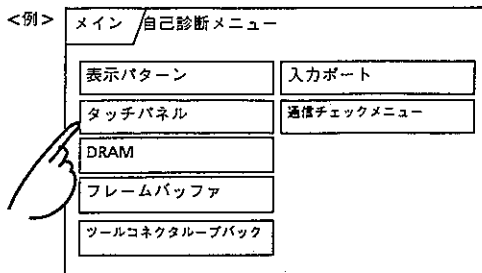 <例>
メイン 自己診断メニュー
表示パターン 入力ポート
タッチパネル 通信チェックメニュー
DRAM
フレームバッファ
ツールコネクタループバック